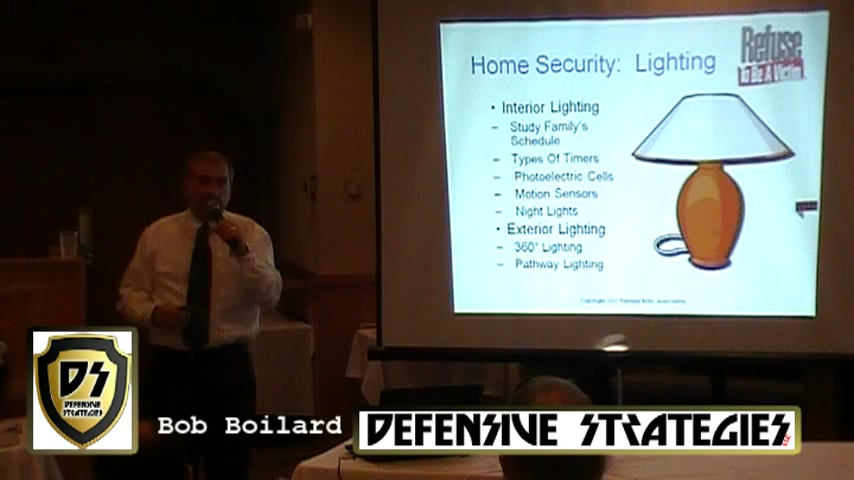 Refuse
To Be A Victim
Home Security: Lighting
• Interior Lighting
– Study Family's
Schedule
– Types Of Timers
– Photoelectric Cells
– Motion Sensors
– Night Lights
• Exterior Lighting
– 360° Lighting
– Pathway Lighting
DS
DEFENSIVE
STRATEGIES
Bob Boilard
DEFENSIVE STRATEGIES